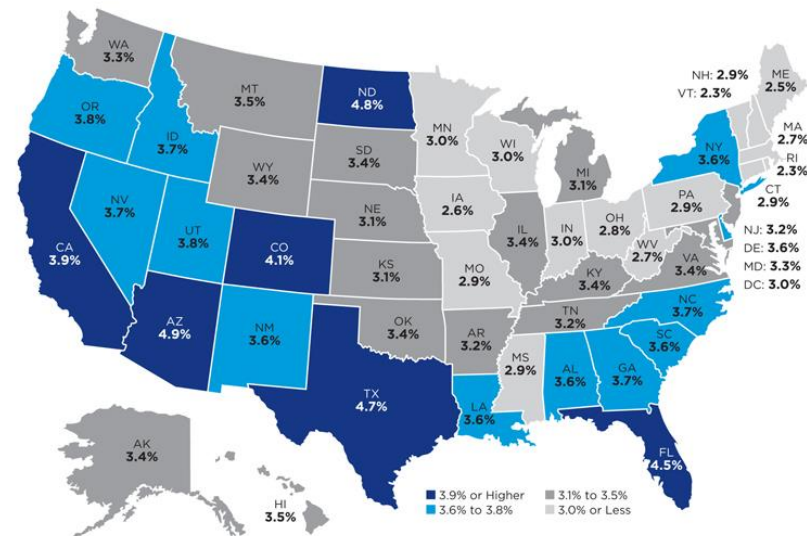 WA
3.3%
OR
3.8%
CA
3.9%
NV
3.7%
ID
3.7%
MT
3.5%
WY
3.4%
UT
3.8%
CO
4.1%
AZ
4.9%
NM
3.6%
ND
4.8%
SD
3.4%
NE
3.1%
KS
3.1%
OK
3.4%
TX
4.7%
MN
3.0%
IA
2.6%
MO
2.9%
AR
3.2%
LA
3.6%
WI
3.0%
IL
3.4%
MS
2.9%
MI
3.1%
IN
3.0%
OH
2.8%
KY
3.4%
TN
3.2%
AL
3.6%
GA
3.7%
FL
4.5%
SC
3.6%
NC
3.7%
VA
3.4%
WV
2.7%
PA
2.9%
NY
3.6%
NH: 2.9%
VT: 2.3%
ME
2.5%
MA
2.7%
RI
2.3%
CT
2.9%
NJ: 3.2%
DE: 3.6%
MD: 3.3%
DC: 3.0%
AK
3.4%
HI
3.5%
3.9% or Higher
3.6% to 3.8%
3.1% to 3.5%
3.0% or Less